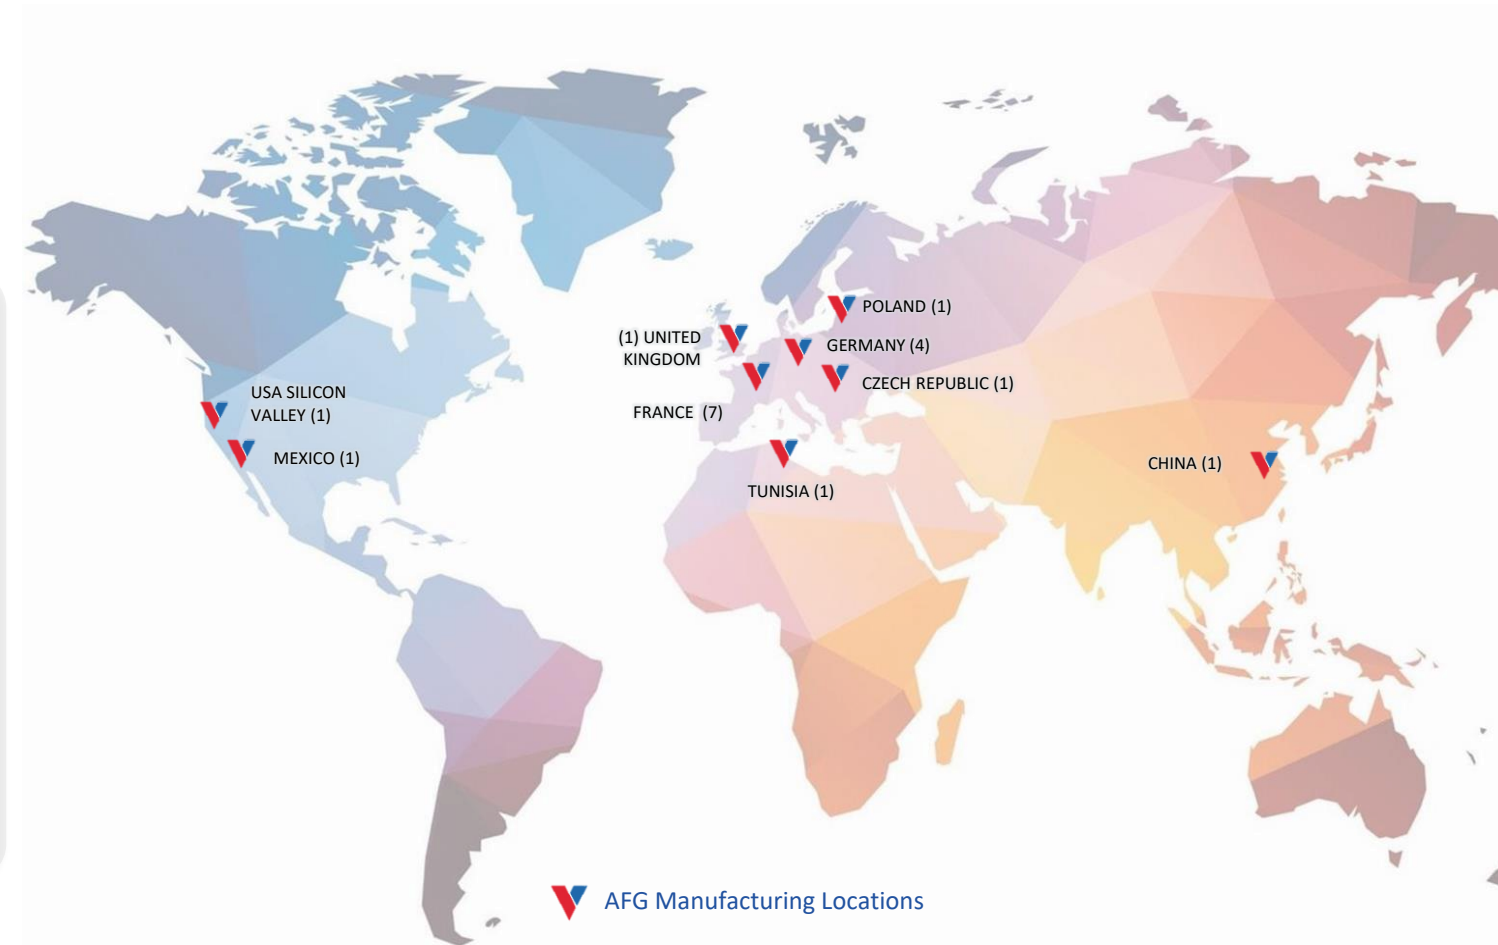 POLAND (1)
(1) UNITED
KINGDOM
GERMANY (4)
CZECH REPUBLIC (1)
USA SILICON
VALLEY (1)
FRANCE (7)
MEXICO (1)
CHINA (1)
TUNISIA (1)
AFG Manufacturing Locations